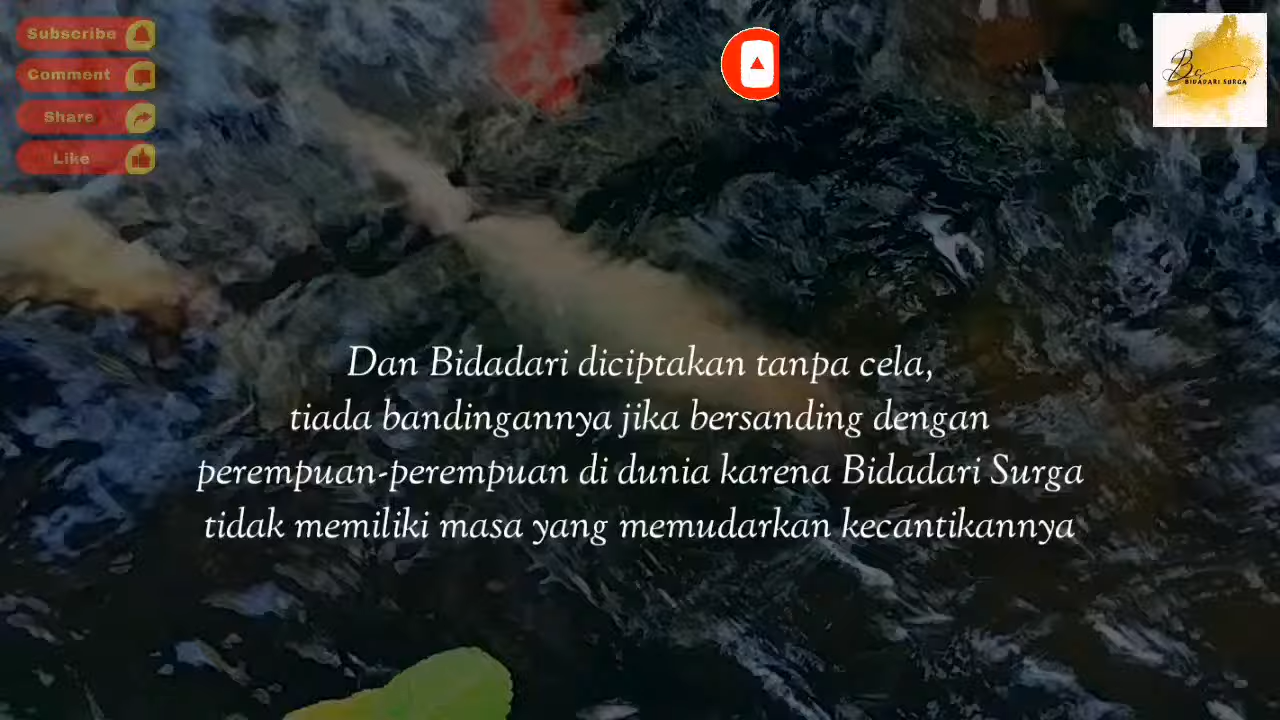 Subscribe
Comment
Share
Like
BIDADARI SURGA
Dan Bidadari diciptakan tanpa cela,
tiada bandingannya jika bersanding dengan
perempuan-perempuan di dunia karena Bidadari Surga
tidak memiliki masa yang memudarkan kecantikannya